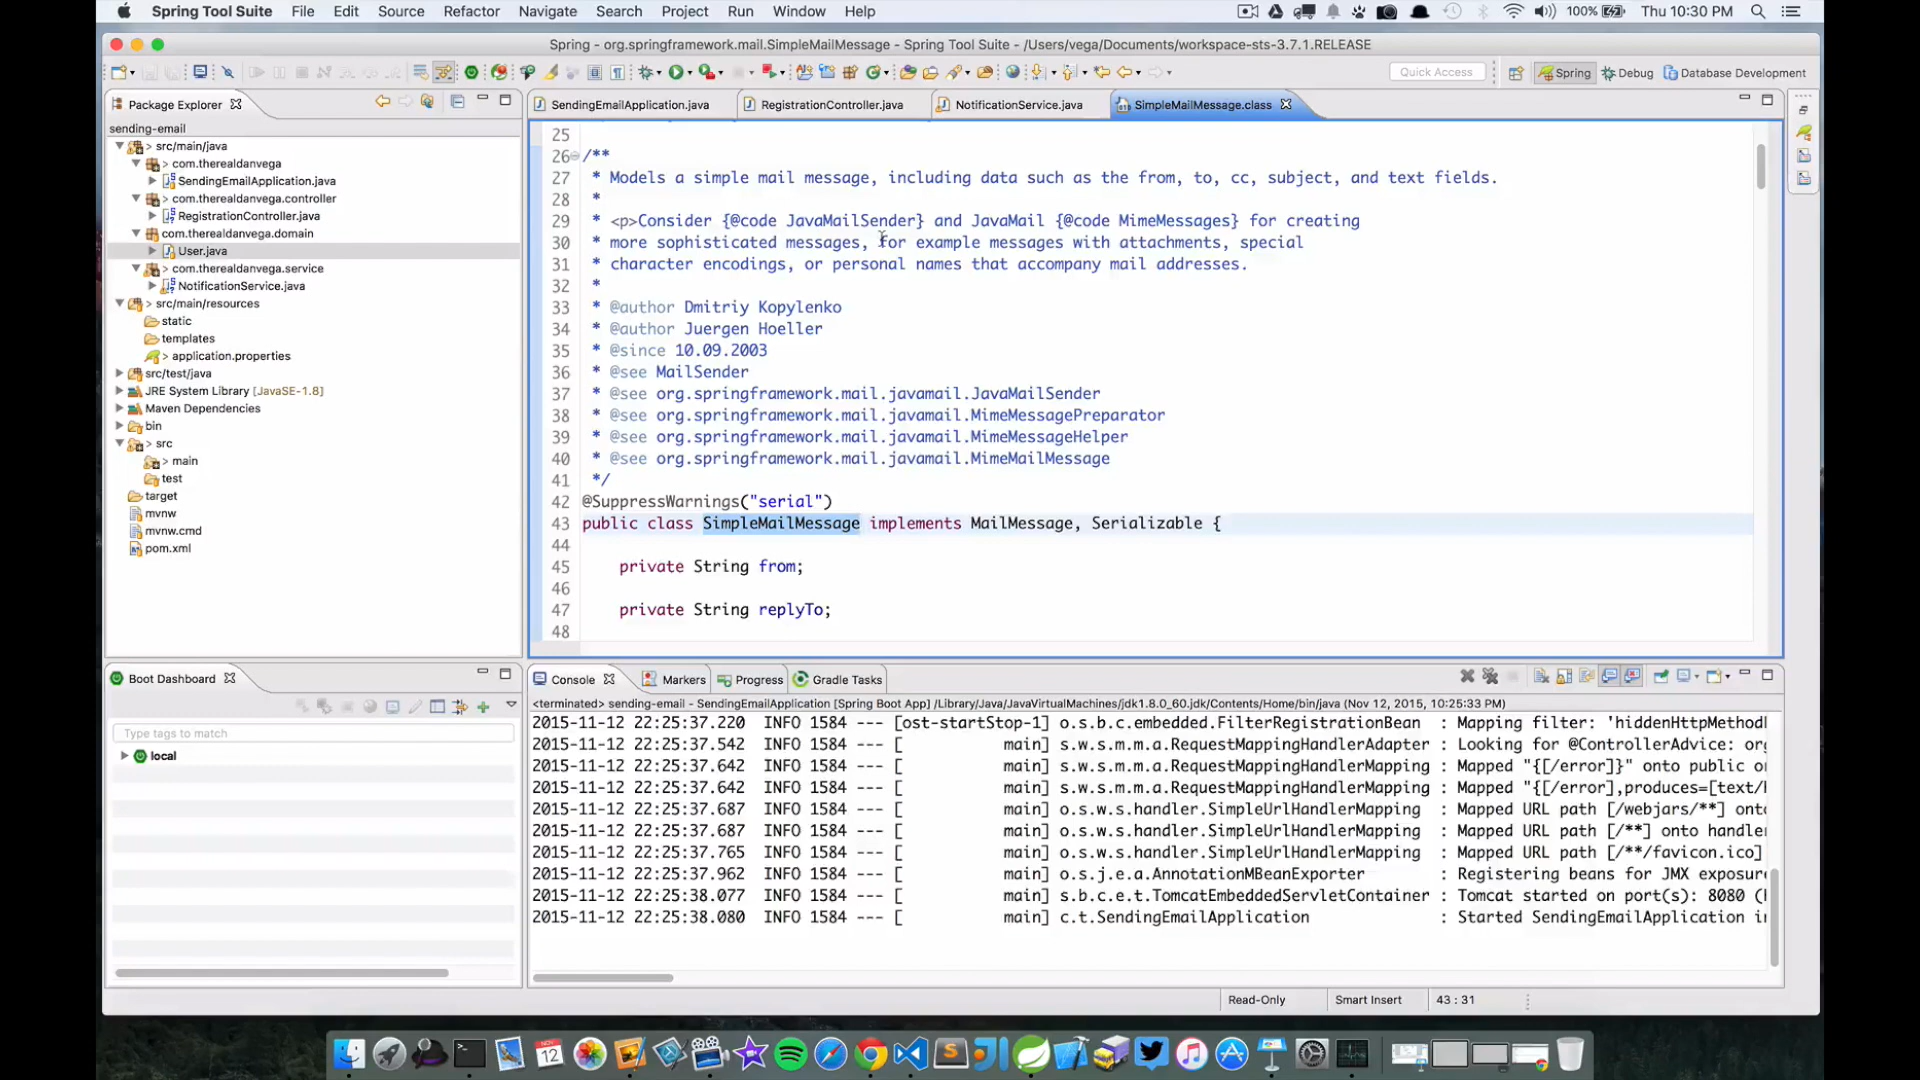 Spring Tool Suite File Edit Source Refactor Navigate Search Project Run Window Help 100% Thu 10:30 PM
Spring - org.springframework.mail.SimpleMailMessage - Spring Tool Suite - /Users/vega/Documents/workspace-sts-3.7.1.RELEASE
Quick Access Spring Debug Database Development
Package Explorer
sending-email
src/main/java
> com.therealdanvega
SendingEmailApplication.java
> com.therealdanvega.controller
RegistrationController.java
com.therealdanvega.domain
User.java
> com.therealdanvega.service
NotificationService.java
> src/main/resources
static
templates
> application.properties
src/test/java
JRE System Library [JavaSE-1.8]
Maven Dependencies
bin
> src
> main
test
target
mvnw
mvnw.cmd
pom.xml
SendingEmailApplication.java RegistrationController.java NotificationService.java SimpleMailMessage.class
25
26 /**
27 * Models a simple mail message, including data such as the from, to, cc, subject, and text fields.
28 *
29 * <p>Consider {@code JavaMailSender} and JavaMail {@code MimeMessages} for creating
30 * more sophisticated messages, for example messages with attachments, special
31 * character encodings, or personal names that accompany mail addresses.
32 *
33 * @author Dmitriy Kopylenko
34 * @author Juergen Hoeller
35 * @since 10.09.2003
36 * @see MailSender
37 * @see org.springframework.mail.javamail.JavaMailSender
38 * @see org.springframework.mail.javamail.MimeMessagePreparator
39 * @see org.springframework.mail.javamail.MimeMessageHelper
40 * @see org.springframework.mail.javamail.MimeMailMessage
41 */
42 @SuppressWarnings("serial")
43 public class SimpleMailMessage implements MailMessage, Serializable {
44
45 private String from;
46
47 private String replyTo;
48
Boot Dashboard
Type tags to match
local
Console Markers Progress Gradle Tasks
<terminated> sending-email - SendingEmailApplication [Spring Boot App] /Library/Java/JavaVirtualMachines/jdk1.8.0_60.jdk/Contents/Home/bin/java (Nov 12, 2015, 10:25:33 PM)
2015-11-12 22:25:37.220 INFO 1584 --- [ost-startStop-1] o.s.b.c.embedded.FilterRegistrationBean : Mapping filter: 'hiddenHttpMethod
2015-11-12 22:25:37.542 INFO 1584 --- [ main] s.w.s.m.m.a.RequestMappingHandlerAdapter : Looking for @ControllerAdvice: org
2015-11-12 22:25:37.642 INFO 1584 --- [ main] s.w.s.m.m.a.RequestMappingHandlerMapping : Mapped "{[/error]}" onto public o
2015-11-12 22:25:37.642 INFO 1584 --- [ main] s.w.s.m.m.a.RequestMappingHandlerMapping : Mapped "{[/error],produces=[text/
2015-11-12 22:25:37.687 INFO 1584 --- [ main] o.s.w.s.handler.SimpleUrlHandlerMapping : Mapped URL path [/webjars/**] onto
2015-11-12 22:25:37.687 INFO 1584 --- [ main] o.s.w.s.handler.SimpleUrlHandlerMapping : Mapped URL path [/**] onto handler
2015-11-12 22:25:37.765 INFO 1584 --- [ main] o.s.w.s.handler.SimpleUrlHandlerMapping : Mapped URL path [/**/favicon.ico]
2015-11-12 22:25:37.962 INFO 1584 --- [ main] o.s.j.e.a.AnnotationMBeanExporter : Registering beans for JMX exposure
2015-11-12 22:25:38.077 INFO 1584 --- [ main] s.b.c.e.t.TomcatEmbeddedServletContainer : Tomcat started on port(s): 8080 (
2015-11-12 22:25:38.080 INFO 1584 --- [ main] c.t.SendingEmailApplication : Started SendingEmailApplication in
Read-Only Smart Insert 43 : 31
NOV
12